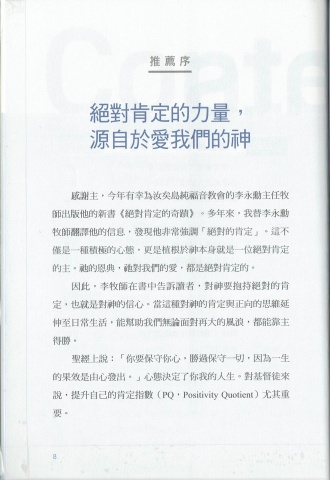 推薦序
絕對肯定的力量，
源自於愛我們的神
感謝主，今年有幸為汝矣島純福音教會的李永勳主任牧
師出版他的新書《絕對肯定的奇蹟》。多年來，我替李永勳
牧師翻譯他的信息，發現他非常強調「絕對的肯定」。這不
僅是一種積極的心態，更是植根於神本身就是一位絕對肯定
的主。祂的恩典，祂對我們的愛，都是絕對肯定的。
因此，李牧師在書中告訴讀者，對神要抱持絕對的肯
定，也就是對神的信心。當這種對神的肯定與正向的思維延
伸至日常生活，能幫助我們無論面對再大的風浪，都能靠主
得勝。
聖經上說：「你要保守你心，勝過保守一切，因為一生
的果效是由心發出。」心態決定了你我的人生。對基督徒來
說，提升自己的肯定指數（PQ，Positivity Quotient）尤其重
要。
8